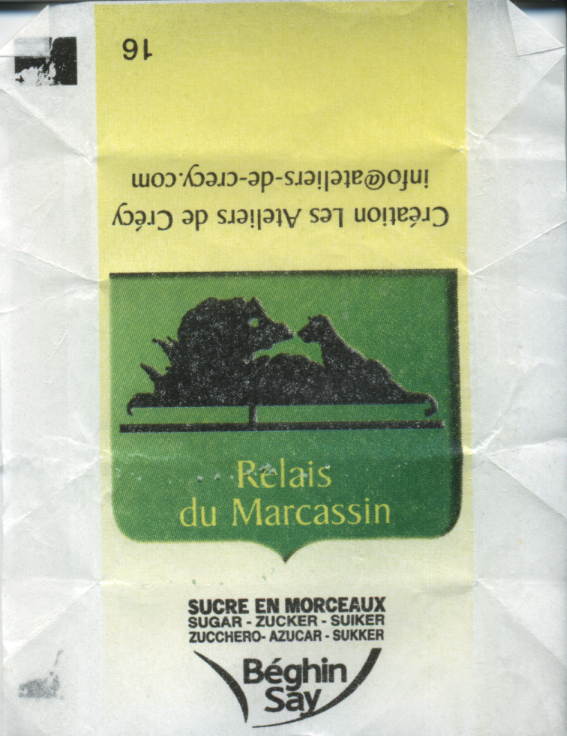 16
Création Les Ateliers de Crécy
info@ateliers-de-crecy.com
Relais
du Marcassin
SUCRE EN MORCEAUX
SUGAR - ZUCKER - SUIKER
ZUCCHERO- AZUCAR - SUKKER
Béghin
Say